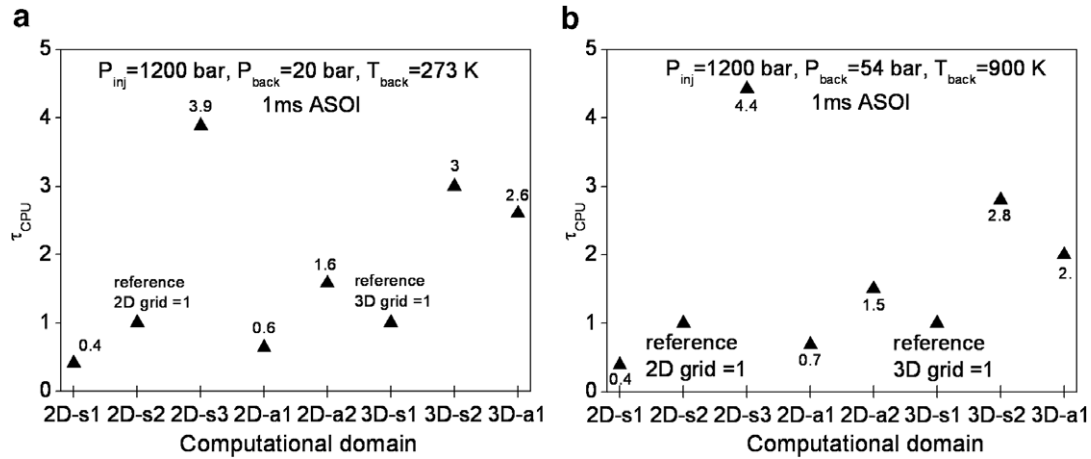 a
P_inj=1200 bar, P_back=20 bar, T_back=273 K
1ms ASOI
5
4
3
2
1
0
τ_CPU
0.4
reference
2D grid =1
3.9
0.6
1.6
reference
3D grid =1
3
2.6
2D-s1 2D-s2 2D-s3 2D-a1 2D-a2 3D-s1 3D-s2 3D-a1
Computational domain
b
P_inj=1200 bar, P_back=54 bar, T_back=900 K
1ms ASOI
5
4
3
2
1
0
τ_CPU
0.4
reference
2D grid =1
4.4
0.7
1.5
reference
3D grid =1
2.8
2.
2D-s1 2D-s2 2D-s3 2D-a1 2D-a2 3D-s1 3D-s2 3D-a1
Computational domain